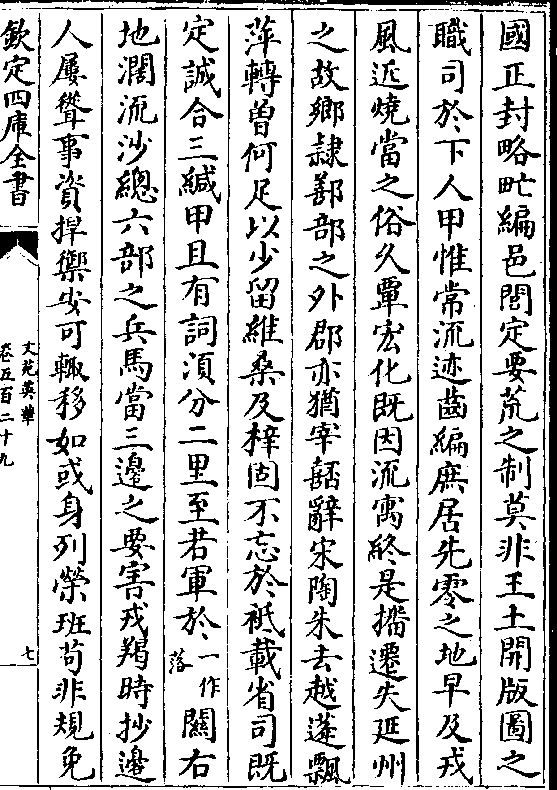 國正封略甿編邑閭定要荒之制莫非王土開版圖之
職司於下人甲惟常流迹齒編庶居先零之地早及戎
風近燒當之俗久覃宏化既因流寓終是播遷失延州
之故鄉隷鄯部之外郡亦猶宰嚭辭宋陶朱去越蓬飄
萍轉曽何足以少留維桑及梓固不忘於祗載省司既
定誠合三緘甲且有詞湏分二里至若軍於一作落闗右
地濶流沙總六部之兵馬當三邊之要害戎羯時抄邊
人屢聳事資捍禦安可輙移如或身列榮班苟非規免
欽定四庫全書
文苑英華
卷五百二十九
七